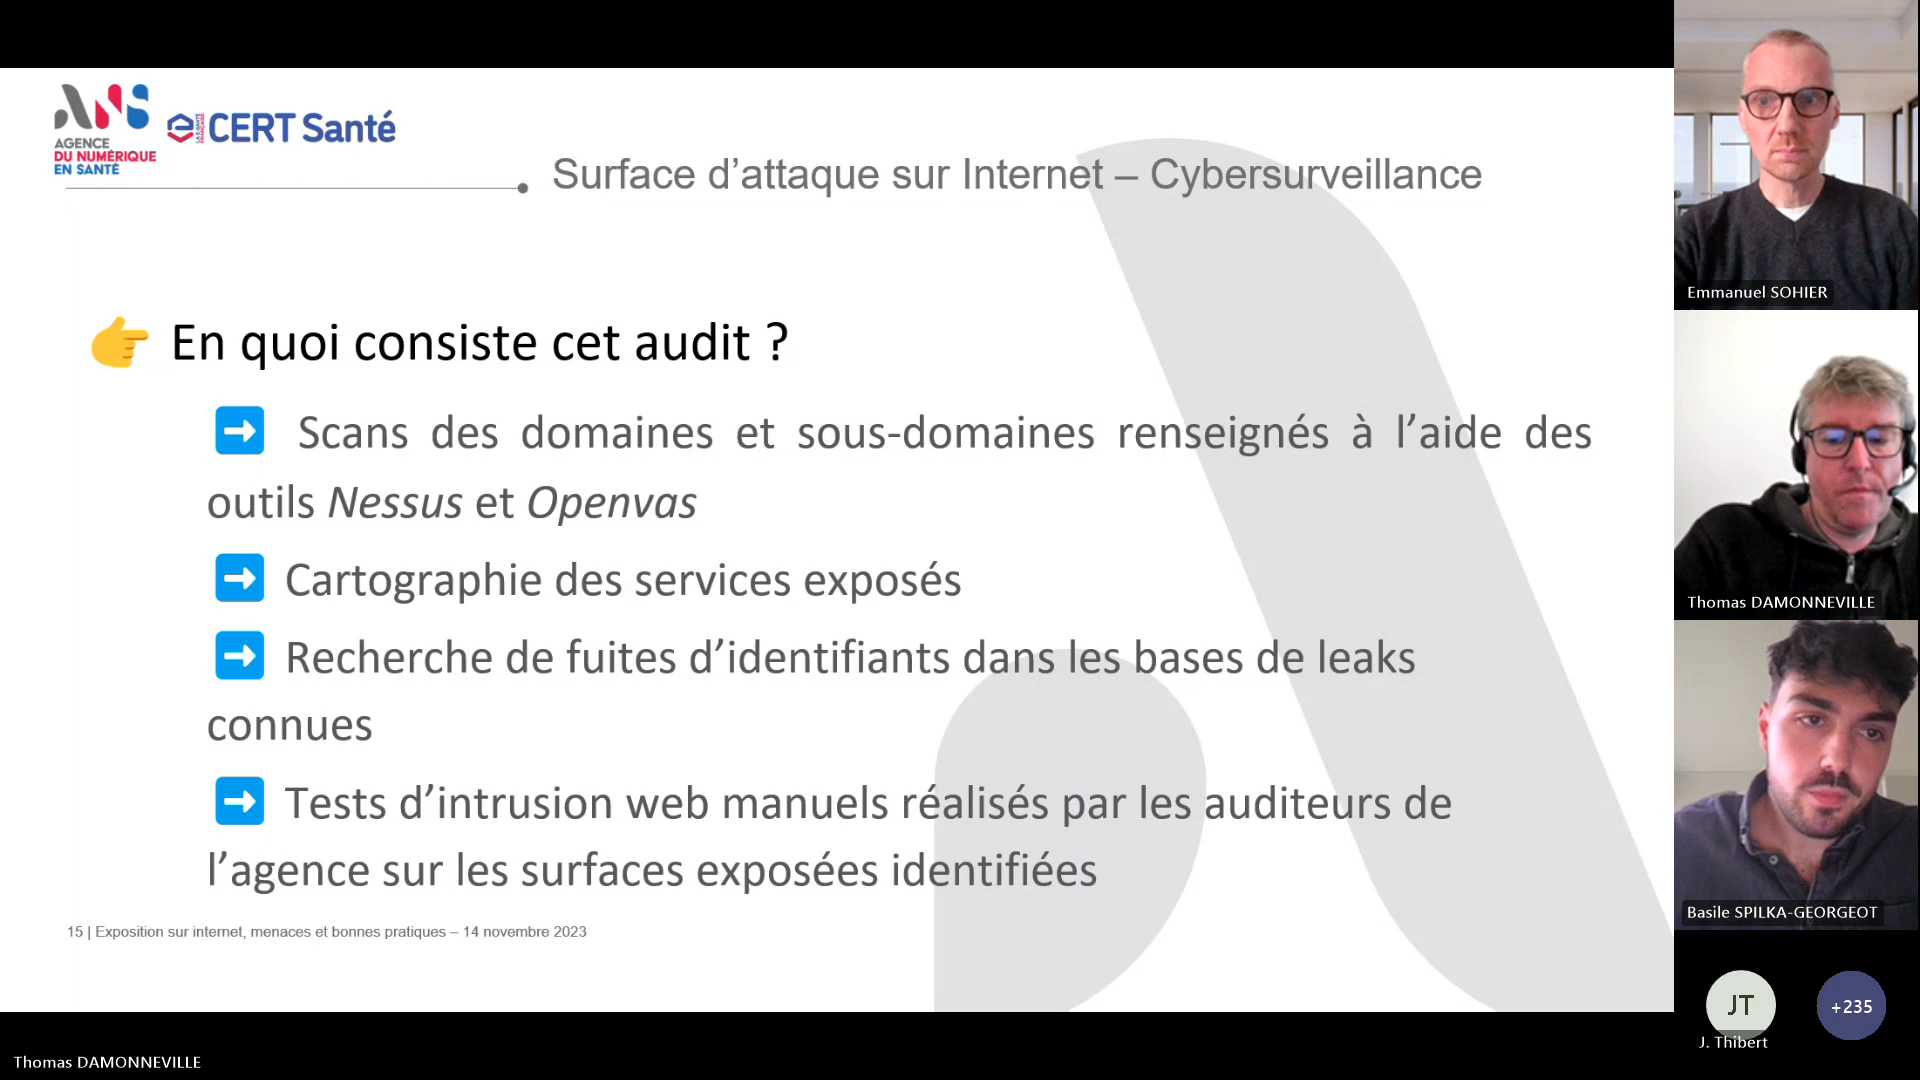 ANS
AGENCE
DU NUMÉRIQUE
EN SANTÉ
CERT Santé
Surface d’attaque sur Internet – Cybersurveillance
En quoi consiste cet audit ?
Scans des domaines et sous-domaines renseignés à l’aide des
outils Nessus et Openvas
Cartographie des services exposés
Recherche de fuites d’identifiants dans les bases de leaks
connues
Tests d’intrusion web manuels réalisés par les auditeurs de
l’agence sur les surfaces exposées identifiées
15 | Exposition sur internet, menaces et bonnes pratiques – 14 novembre 2023
Thomas DAMONNEVILLE
Emmanuel SOHIER
Thomas DAMONNEVILLE
Basile SPILKA-GEORGEOT
JT
+235
J. Thibert